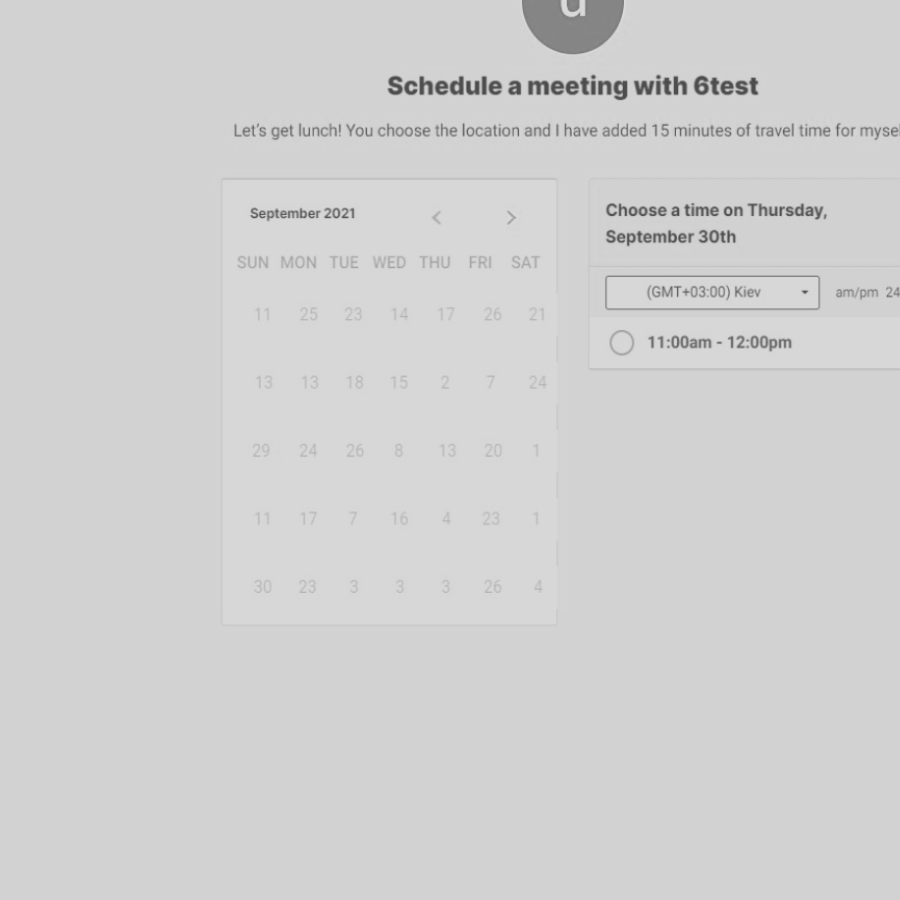 d
Schedule a meeting with 6test
Let's get lunch! You choose the location and I have added 15 minutes of travel time for myse
September 2021
SUN MON TUE WED THU FRI SAT
11 25 23 14 17 26 21
13 13 18 15 2 7 24
29 24 26 8 13 20 1
11 17 7 16 4 23 1
30 23 3 3 3 26 4
Choose a time on Thursday,
September 30th
(GMT+03:00) Kiev am/pm 24
11:00am - 12:00pm